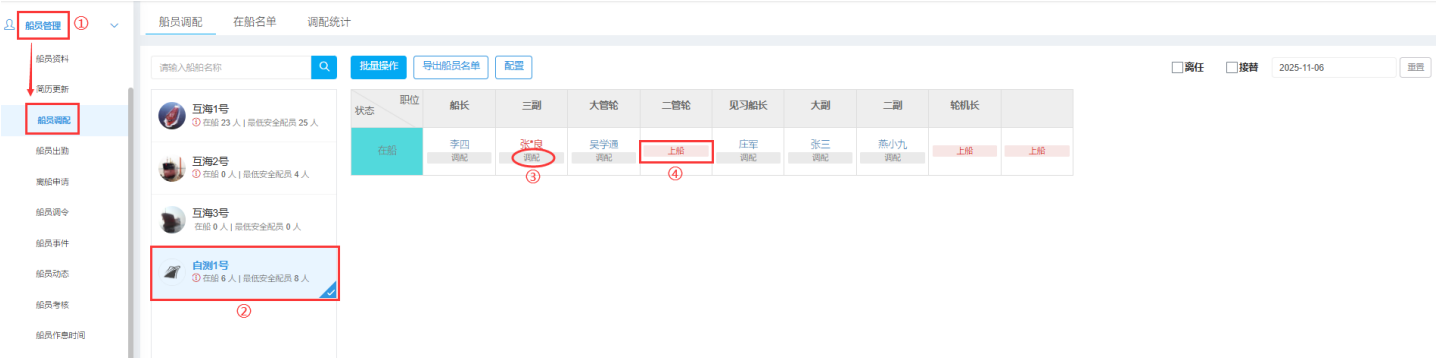 船员管理 ①
船员资料
简历更新
船员调配
船员出勤
离船申请
船员调令
船员事件
船员动态
船员考核
船员作息时间
船员调配 在船名单 调配统计
请输入船舶名称
互海1号
在船 23 人 | 最低安全配员 25 人
互海2号
在船 0 人 | 最低安全配员 4 人
互海3号
在船 0 人 | 最低安全配员 0 人
自测1号
在船 6 人 | 最低安全配员 8 人
②
批量操作 导出船员名单 配置
离任 接替 2025-11-06 重置
职位
状态
船长 三副 大管轮 二管轮 见习船长 大副 二副 轮机长
在船
李四 张*良 吴学通 庄军 张三 燕小九
调配 调配 调配 上船 调配 调配 调配 上船 上船
③ ④